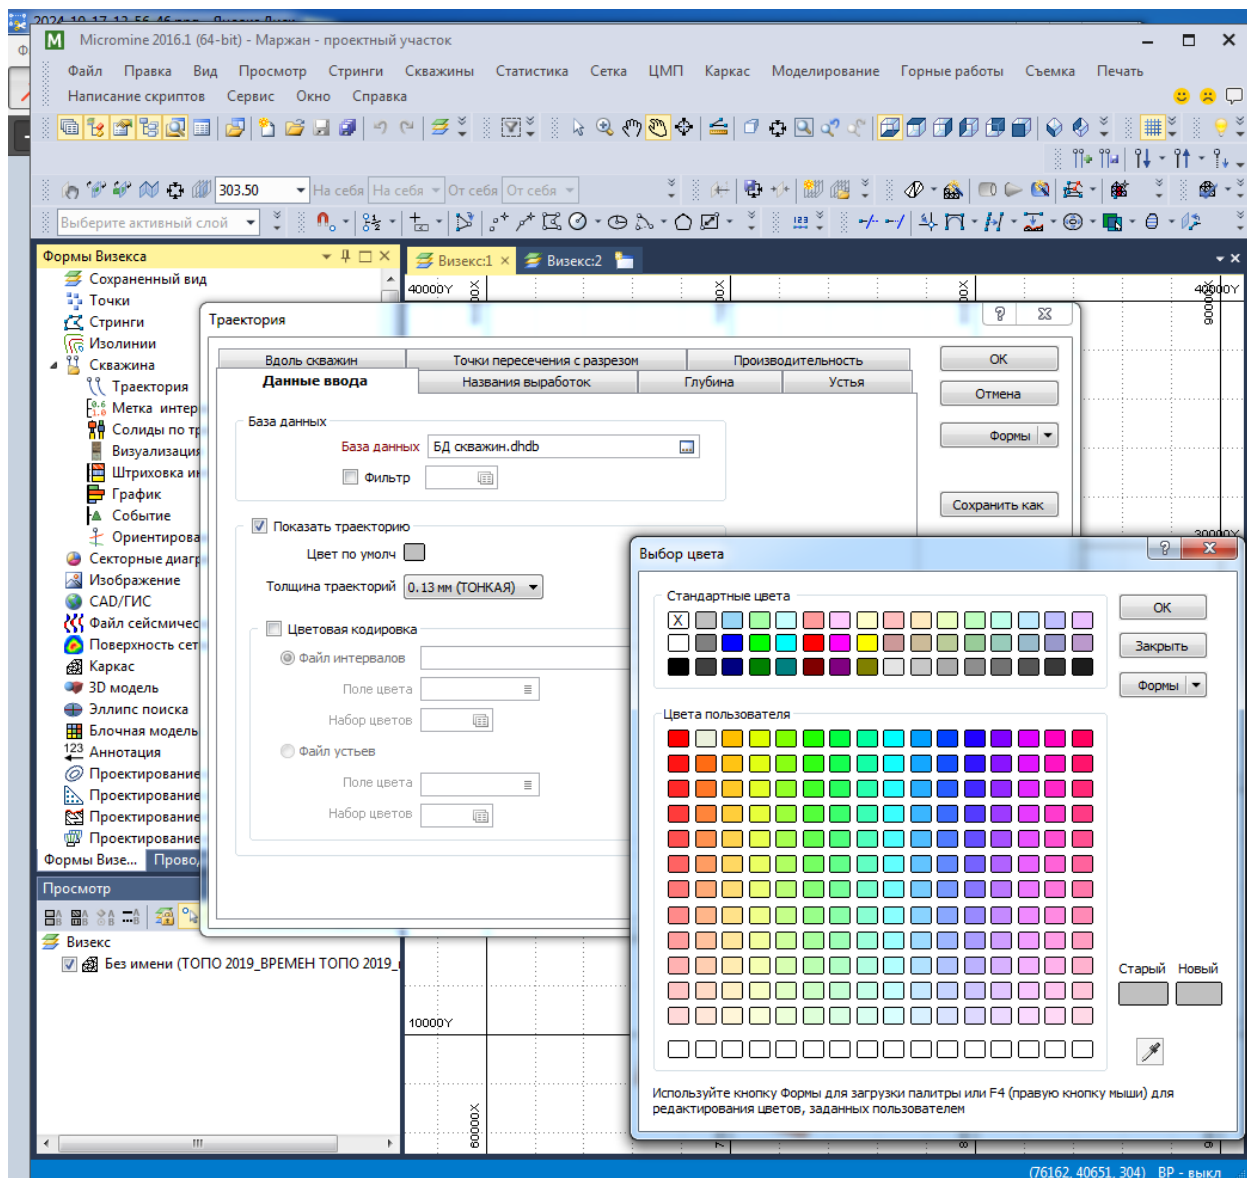 Micromine 2016.1 (64-bit) - Маржан - проектный участок
Файл Правка Вид Просмотр Стринги Скважины Статистика Сетка ЦМП Каркас Моделирование Горные работы Съемка Печать
Написание скриптов Сервис Окно Справка
303.50 На себя На себя От себя От себя
Выберите активный слой
Формы Визекса
Визекс:1 Визекс:2
Сохраненный вид
Точки
Стринги
Изолинии
Скважина
Траектория
Метка интер
Солиды по тр
Визуализация
Штриховка ин
График
Событие
Ориентирова
Секторные диагр
Изображение
CAD/ГИС
Файл сейсмичес
Поверхность сет
Каркас
3D модель
Эллипс поиска
Блочная модель
Аннотация
Проектирование
Проектирование
Проектирование
Проектирование
Формы Визе... Прово
Просмотр
Визекс
Без имени (ТОПО 2019_ВРЕМЕН ТОПО 2019_
40000Y
90000X
30000Y
10000Y
60000X
Траектория
Вдоль скважин Точки пересечения с разрезом Производительность
Данные ввода Названия выработок Глубина Устья
База данных
База данных БД скважин.dhdb
Фильтр
Показать траекторию
Цвет по умолч
Толщина траекторий 0.13 мм (ТОНКАЯ)
Цветовая кодировка
Файл интервалов
Поле цвета
Набор цветов
Файл устьев
Поле цвета
Набор цветов
OK
Отмена
Формы
Сохранить как
Выбор цвета
Стандартные цвета
X
OK
Закрыть
Формы
Цвета пользователя
Старый Новый
Используйте кнопку Формы для загрузки палитры или F4 (правую кнопку мыши) для
редактирования цветов, заданных пользователем
(76162, 40651, 304) ВР - выкл